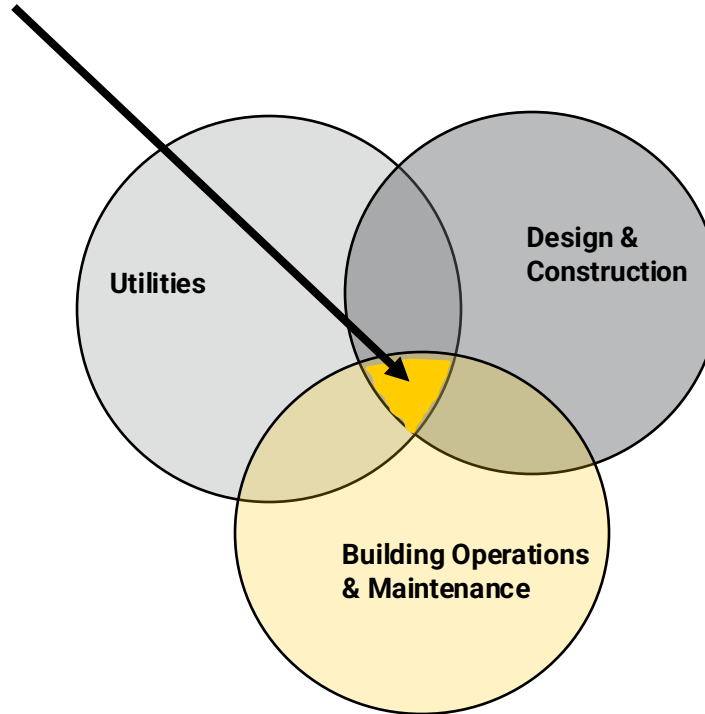 Design &
Construction
Utilities
Building Operations
& Maintenance